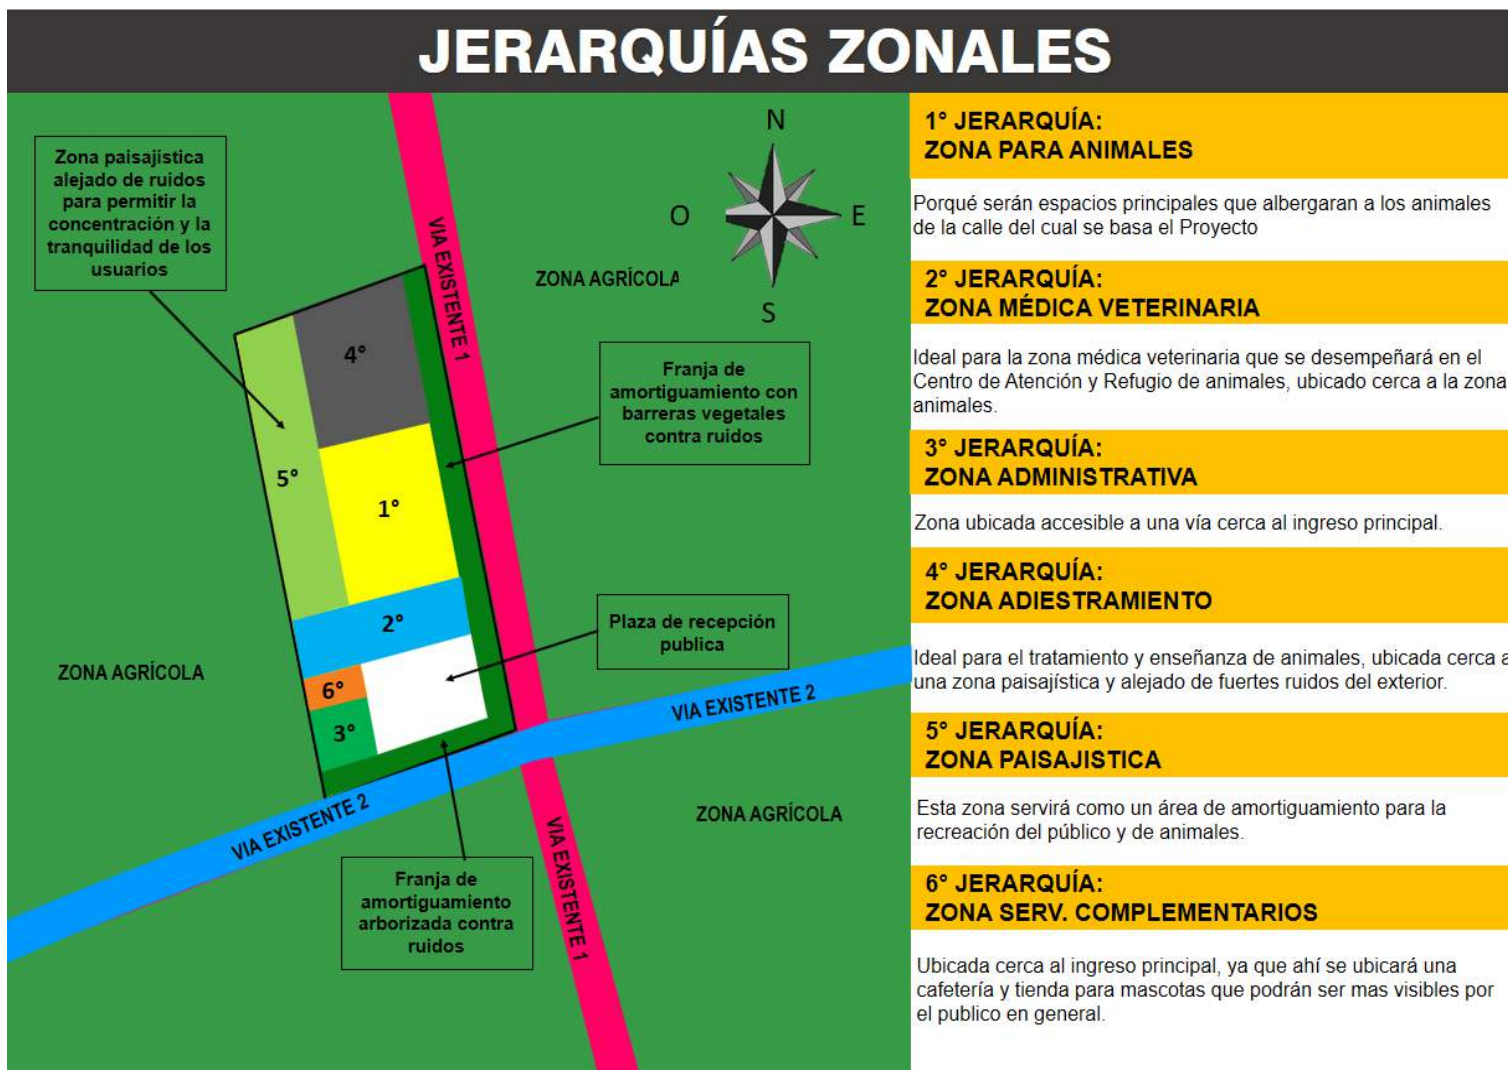 JERARQUÍAS ZONALES
Zona paisajística
alejado de ruidos
para permitir la
concentración y la
tranquilidad de los
usuarios
N
O
E
S
VIA EXISTENTE 1
ZONA AGRÍCOLA
Franja de
amortiguamiento con
barreras vegetales
contra ruidos
4°
5°
1°
2°
6°
3°
Plaza de recepción
publica
ZONA AGRÍCOLA
VIA EXISTENTE 2
VIA EXISTENTE 2
ZONA AGRÍCOLA
VIA EXISTENTE 1
Franja de
amortiguamiento
arborizada contra
ruidos
1° JERARQUÍA:
ZONA PARA ANIMALES
Porqué serán espacios principales que albergaran a los animales
de la calle del cual se basa el Proyecto
2° JERARQUÍA:
ZONA MÉDICA VETERINARIA
Ideal para la zona médica veterinaria que se desempeñará en el
Centro de Atención y Refugio de animales, ubicado cerca a la zona
animales.
3° JERARQUÍA:
ZONA ADMINISTRATIVA
Zona ubicada accesible a una vía cerca al ingreso principal.
4° JERARQUÍA:
ZONA ADIESTRAMIENTO
Ideal para el tratamiento y enseñanza de animales, ubicada cerca a
una zona paisajística y alejado de fuertes ruidos del exterior.
5° JERARQUÍA:
ZONA PAISAJISTICA
Esta zona servirá como un área de amortiguamiento para la
recreación del público y de animales.
6° JERARQUÍA:
ZONA SERV. COMPLEMENTARIOS
Ubicada cerca al ingreso principal, ya que ahí se ubicará una
cafetería y tienda para mascotas que podrán ser mas visibles por
el publico en general.